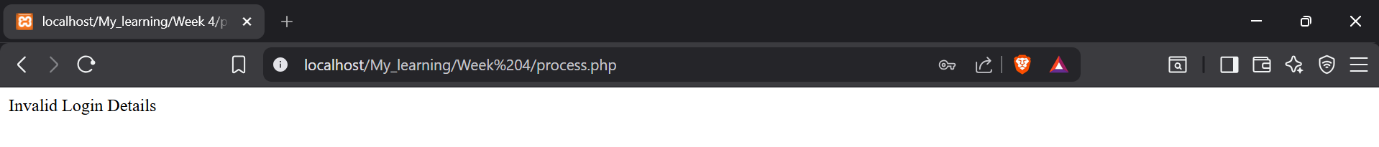 localhost/My_learning/Week 4/p
localhost/My_learning/Week%204/process.php
Invalid Login Details